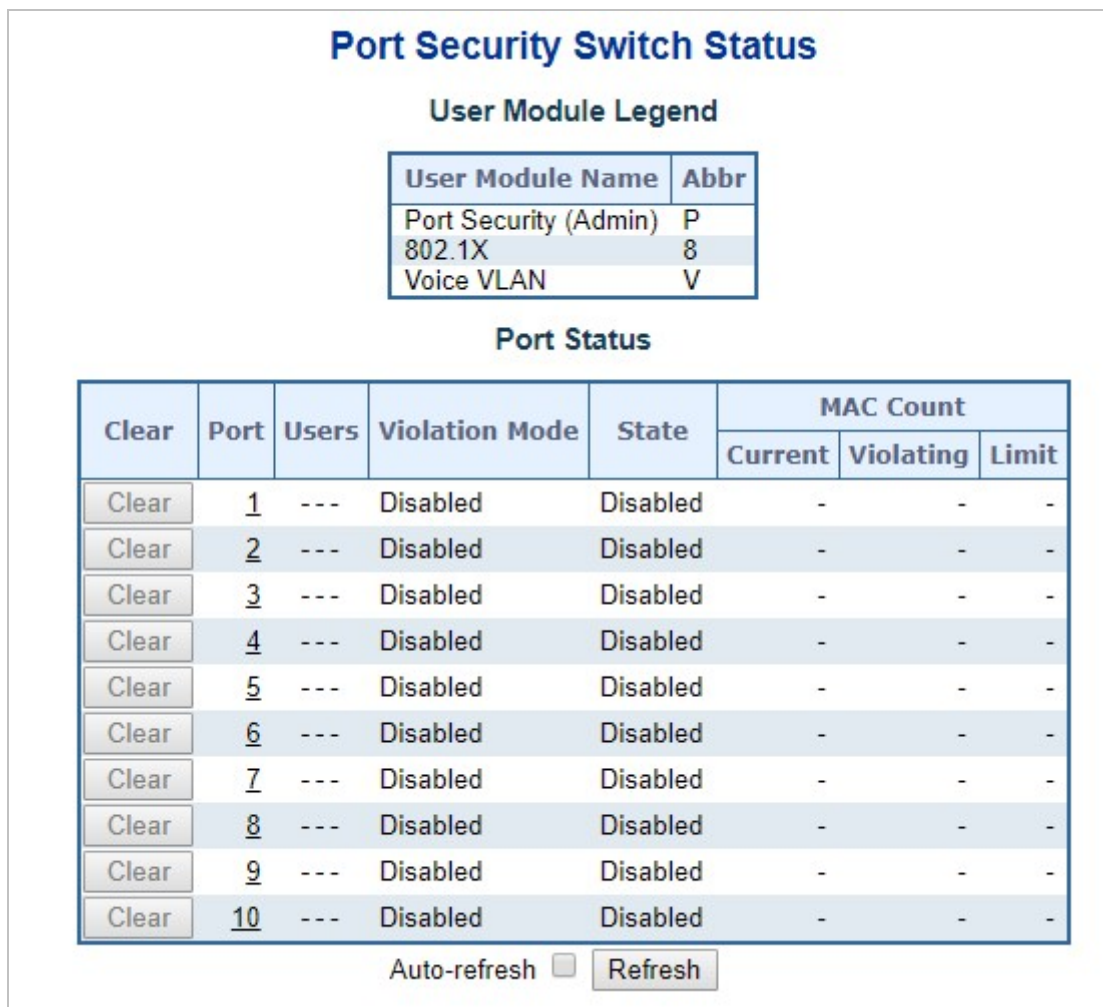 Port Security Switch Status
User Module Legend
User Module Name Abbr
Port Security (Admin) P
802.1X 8
Voice VLAN V
Port Status
Clear Port Users Violation Mode State MAC Count
Current Violating Limit
Clear 1 --- Disabled Disabled - - -
Clear 2 --- Disabled Disabled - - -
Clear 3 --- Disabled Disabled - - -
Clear 4 --- Disabled Disabled - - -
Clear 5 --- Disabled Disabled - - -
Clear 6 --- Disabled Disabled - - -
Clear 7 --- Disabled Disabled - - -
Clear 8 --- Disabled Disabled - - -
Clear 9 --- Disabled Disabled - - -
Clear 10 --- Disabled Disabled - - -
Auto-refresh Refresh